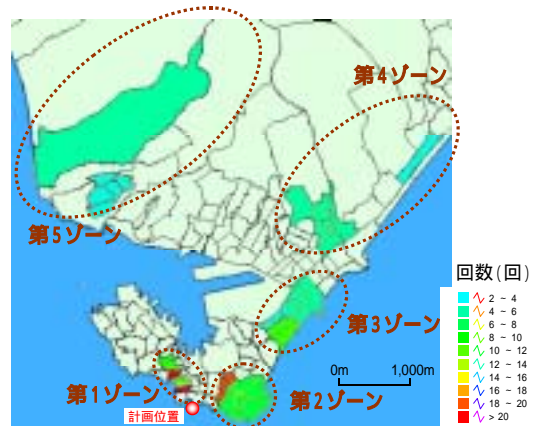 第4ゾーン
第5ゾーン
第3ゾーン
第1ゾーン
第2ゾーン
計画位置
0m 1,000m
回数(回)
2 ~ 4
4 ~ 6
6 ~ 8
8 ~ 10
10 ~ 12
12 ~ 14
14 ~ 16
16 ~ 18
18 ~ 20
> 20